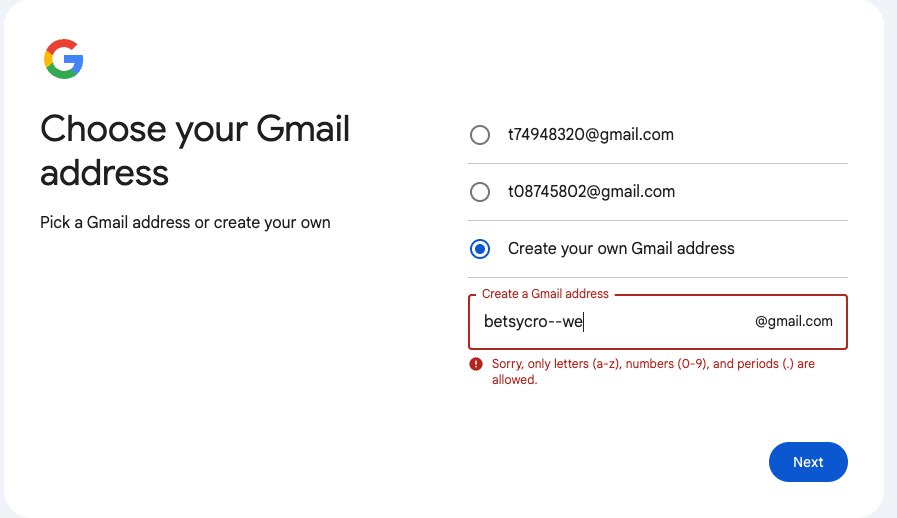 Choose your Gmail
address
Pick a Gmail address or create your own
t74948320@gmail.com
t08745802@gmail.com
Create your own Gmail address
Create a Gmail address
betsycro--we
@gmail.com
Sorry, only letters (a-z), numbers (0-9), and periods (.) are
allowed.
Next